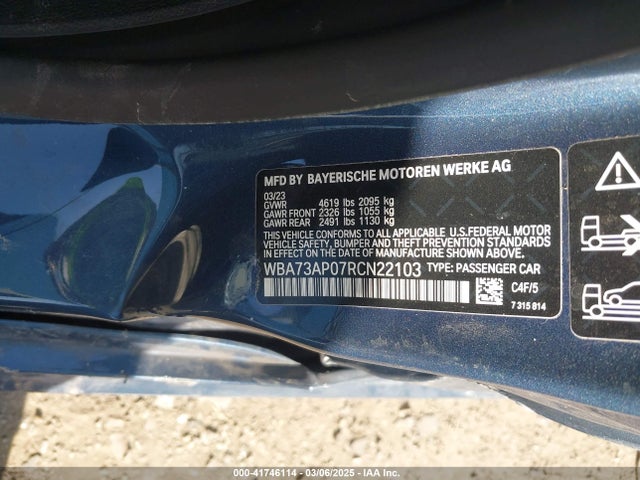 MFD BY BAYERISCHE MOTOREN WERKE AG
03/23
GVWR 4619 lbs 2095 kg
GAWR FRONT 2326 lbs 1055 kg
GAWR REAR 2491 lbs 1130 kg
THIS VEHICLE CONFORMS TO ALL APPLICABLE U.S.FEDERAL MOTOR
VEHICLE SAFETY, BUMPER, AND THEFT PREVENTION STANDARDS
IN EFFECT ON THE DATE OF MANUFACTURE SHOWN ABOVE.
WBA73AP07RCN22103 TYPE: PASSENGER CAR
C4F/5
7 315 814
000-41746114 - 03/06/2025 - IAA Inc.